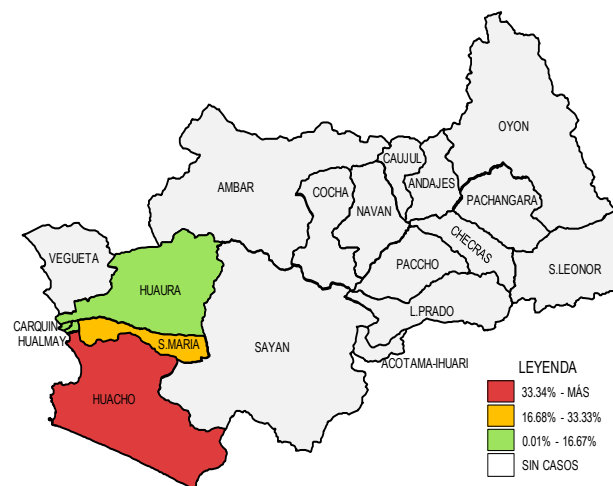 OYON
CAUJUL
ANDAJES
AMBAR
COCHA
NAVAN
PACHANGARA
CHECRAS
VEGUETA
PACCHO
S.LEONOR
HUAURA
L.PRADO
CARQUIN
HUALMAY
S.MARIA
SAYAN
ACOTAMA-IHUARI
HUACHO
LEYENDA
33.34% - MÁS
16.68% - 33.33%
0.01% - 16.67%
SIN CASOS